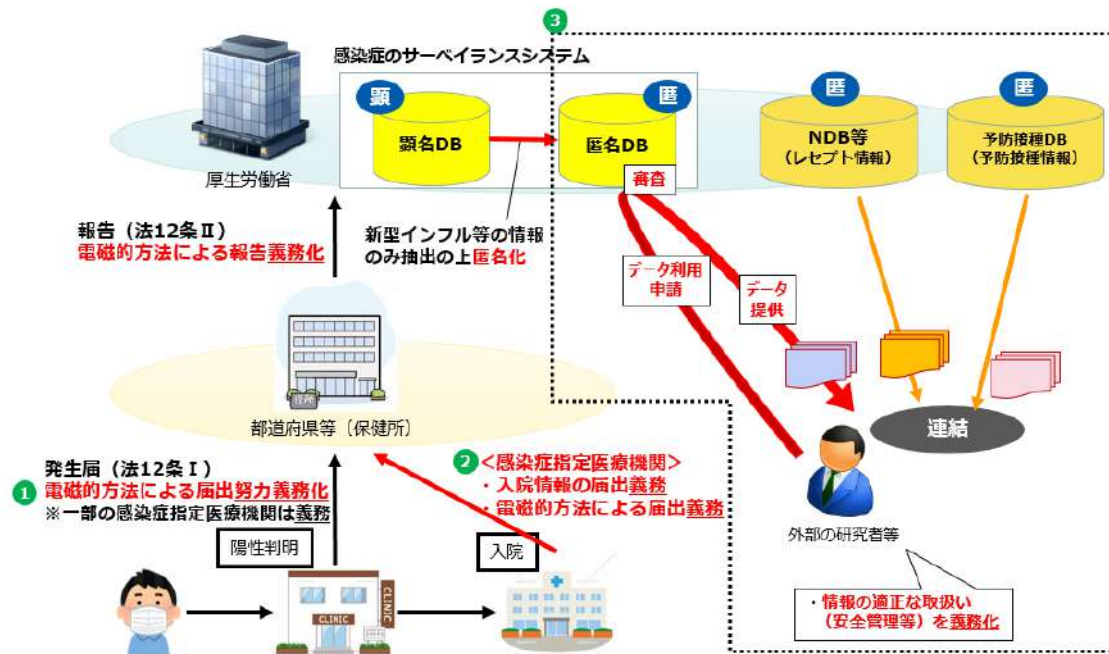 3
感染症のサーベイランスシステム
顕
匿
匿
匿
顕名DB
匿名DB
NDB等
(レセプト情報)
予防接種DB
(予防接種情報)
厚生労働省
審査
報告(法12条Ⅱ)
電磁的方法による報告義務化
新型インフル等の情報
のみ抽出の上匿名化
データ利用
申請
データ
提供
役所
都道府県等〔保健所〕
連結
発生届(法12条Ⅰ)
1 電磁的方法による届出努力義務化
※一部の感染症指定医療機関は義務
2 <感染症指定医療機関>
・入院情報の届出義務
・電磁的方法による届出義務
外部の研究者等
陽性判明
入院
CLINIC
CLINIC
・情報の適正な取扱い
(安全管理等)を義務化